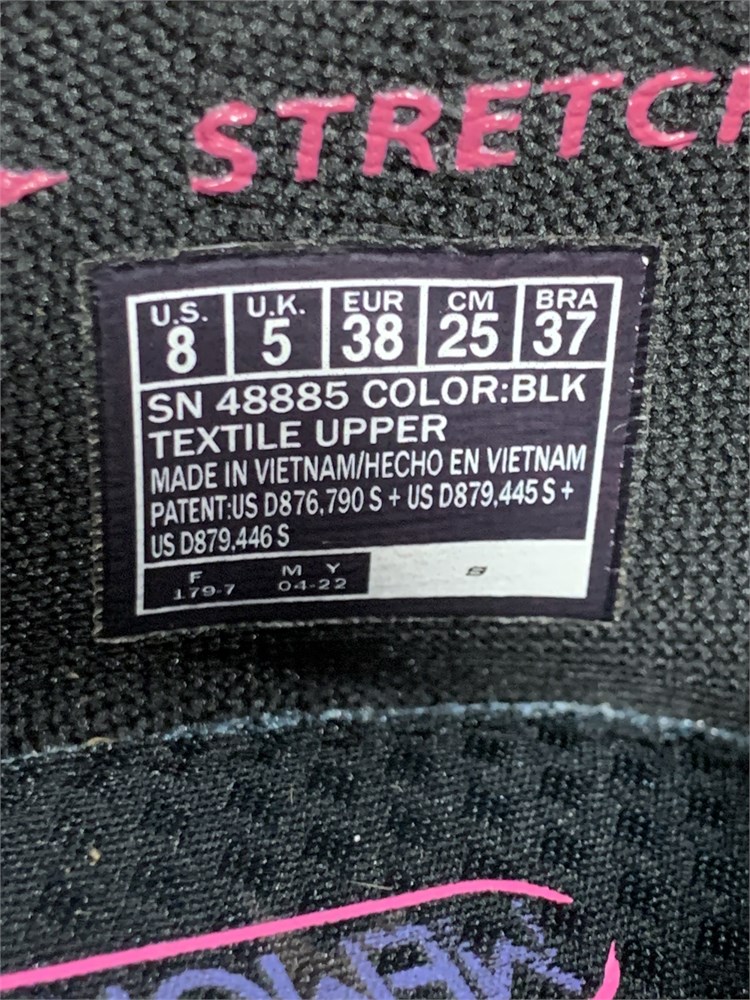 STRETC
U.S. U.K. EUR CM BRA
8 5 38 25 37
SN 48885 COLOR:BLK
TEXTILE UPPER
MADE IN VIETNAM/HECHO EN VIETNAM
PATENT:US D876,790 S + US D879,445 S +
US D879,446 S
F M Y
179-7 04-22